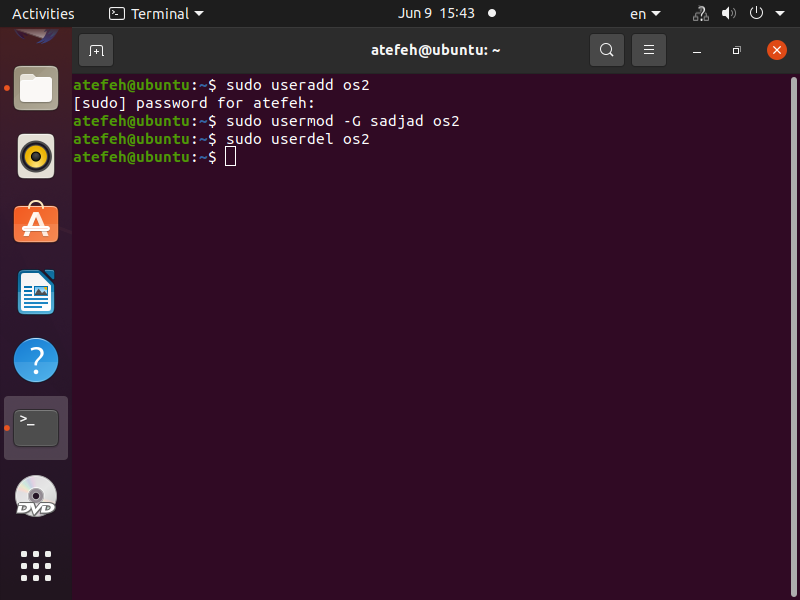 Activities Terminal Jun 9 15:43 en
atefeh@ubuntu: ~
atefeh@ubuntu:~$ sudo useradd os2
[sudo] password for atefeh:
atefeh@ubuntu:~$ sudo usermod -G sadjad os2
atefeh@ubuntu:~$ sudo userdel os2
atefeh@ubuntu:~$
>_
DVD